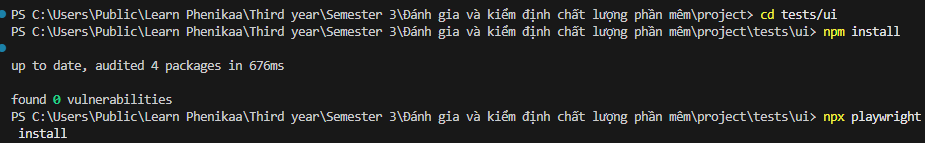 PS C:\Users\Public\Learn Phenikaa\Third year\Semester 3\Đánh gia và kiểm định chất lượng phần mêm\project> cd tests/ui
PS C:\Users\Public\Learn Phenikaa\Third year\Semester 3\Đánh gia và kiểm định chất lượng phần mêm\project\tests\ui> npm install
up to date, audited 4 packages in 676ms
found 0 vulnerabilities
PS C:\Users\Public\Learn Phenikaa\Third year\Semester 3\Đánh gia và kiểm định chất lượng phần mêm\project\tests\ui> npx playwright
install